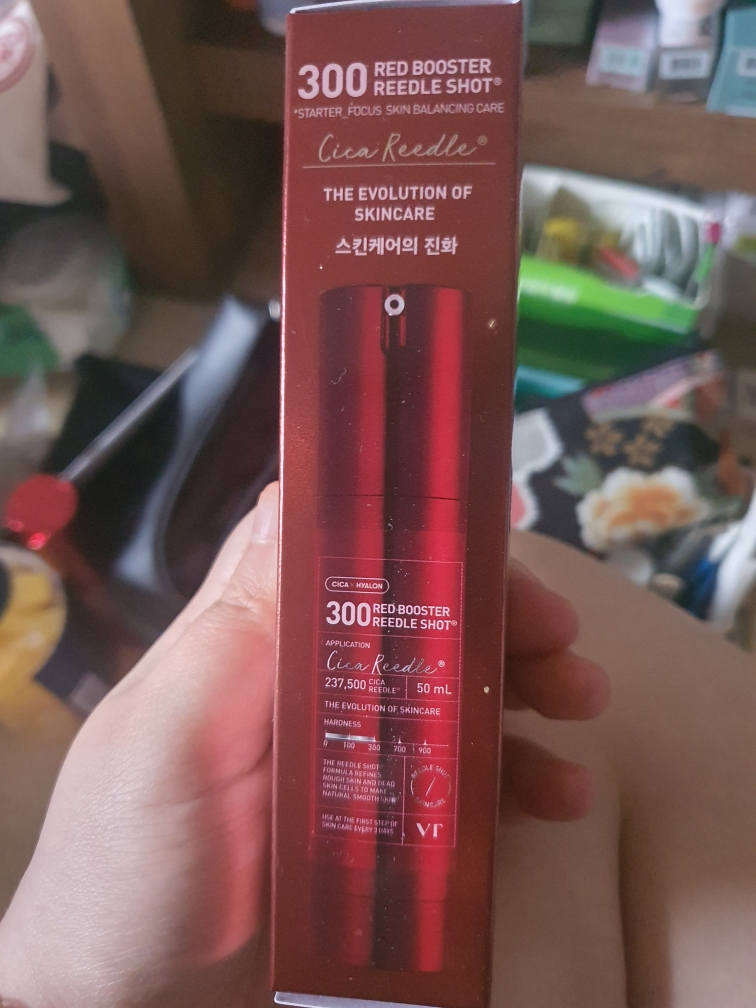 300 RED BOOSTER
REEDLE SHOT®
*STARTER_FOCUS SKIN BALANCING CARE
Cica Reedle®
THE EVOLUTION OF
SKINCARE
스킨케어의 진화
CICA × HYALON
300 RED BOOSTER
REEDLE SHOT®
APPLICATION
Cica Reedle®
237,500 CICA REEDLE™ 50 mL
THE EVOLUTION OF SKINCARE
HARDNESS
0 100 300 700 900
THE REEDLE SHOT
FORMULA REFINES
ROUGH SKIN AND DEAD
SKIN CELLS TO MAKE
NATURAL SMOOTH SKIN
REEDLE SHOT
SKINCARE
USE AT THE FIRST STEP OF
SKIN CARE EVERY 3 DAYS
VT